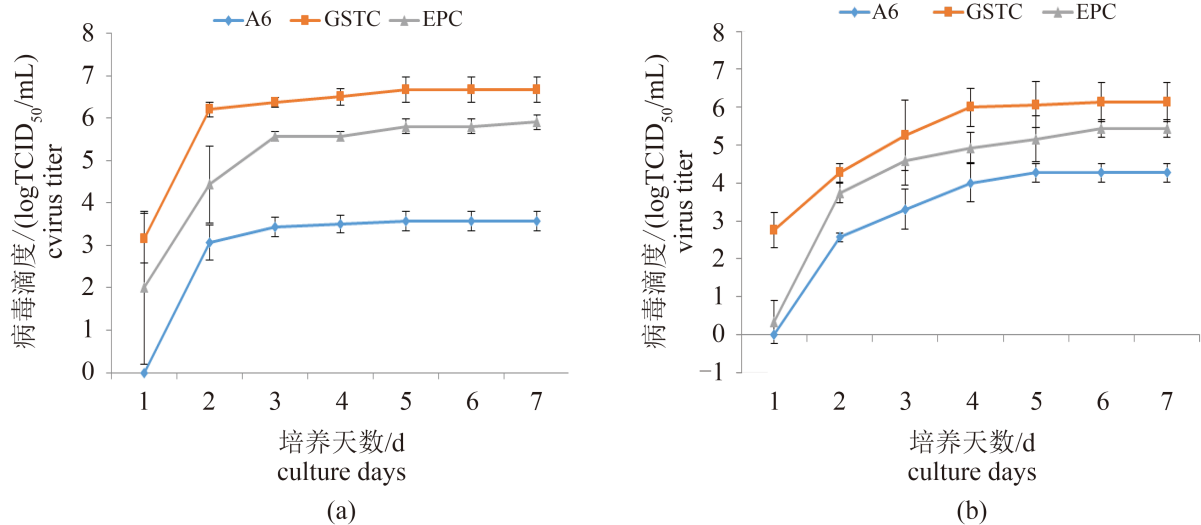 A6 GSTC EPC
8
7
6
5
4
3
2
1
0
病毒滴度/(logTCID50/mL)
cvirus titer
1 2 3 4 5 6 7
培养天数/d
culture days
(a)
A6 GSTC EPC
8
7
6
5
4
3
2
1
0
−1
病毒滴度/(logTCID50/mL)
virus titer
1 2 3 4 5 6 7
培养天数/d
culture days
(b)